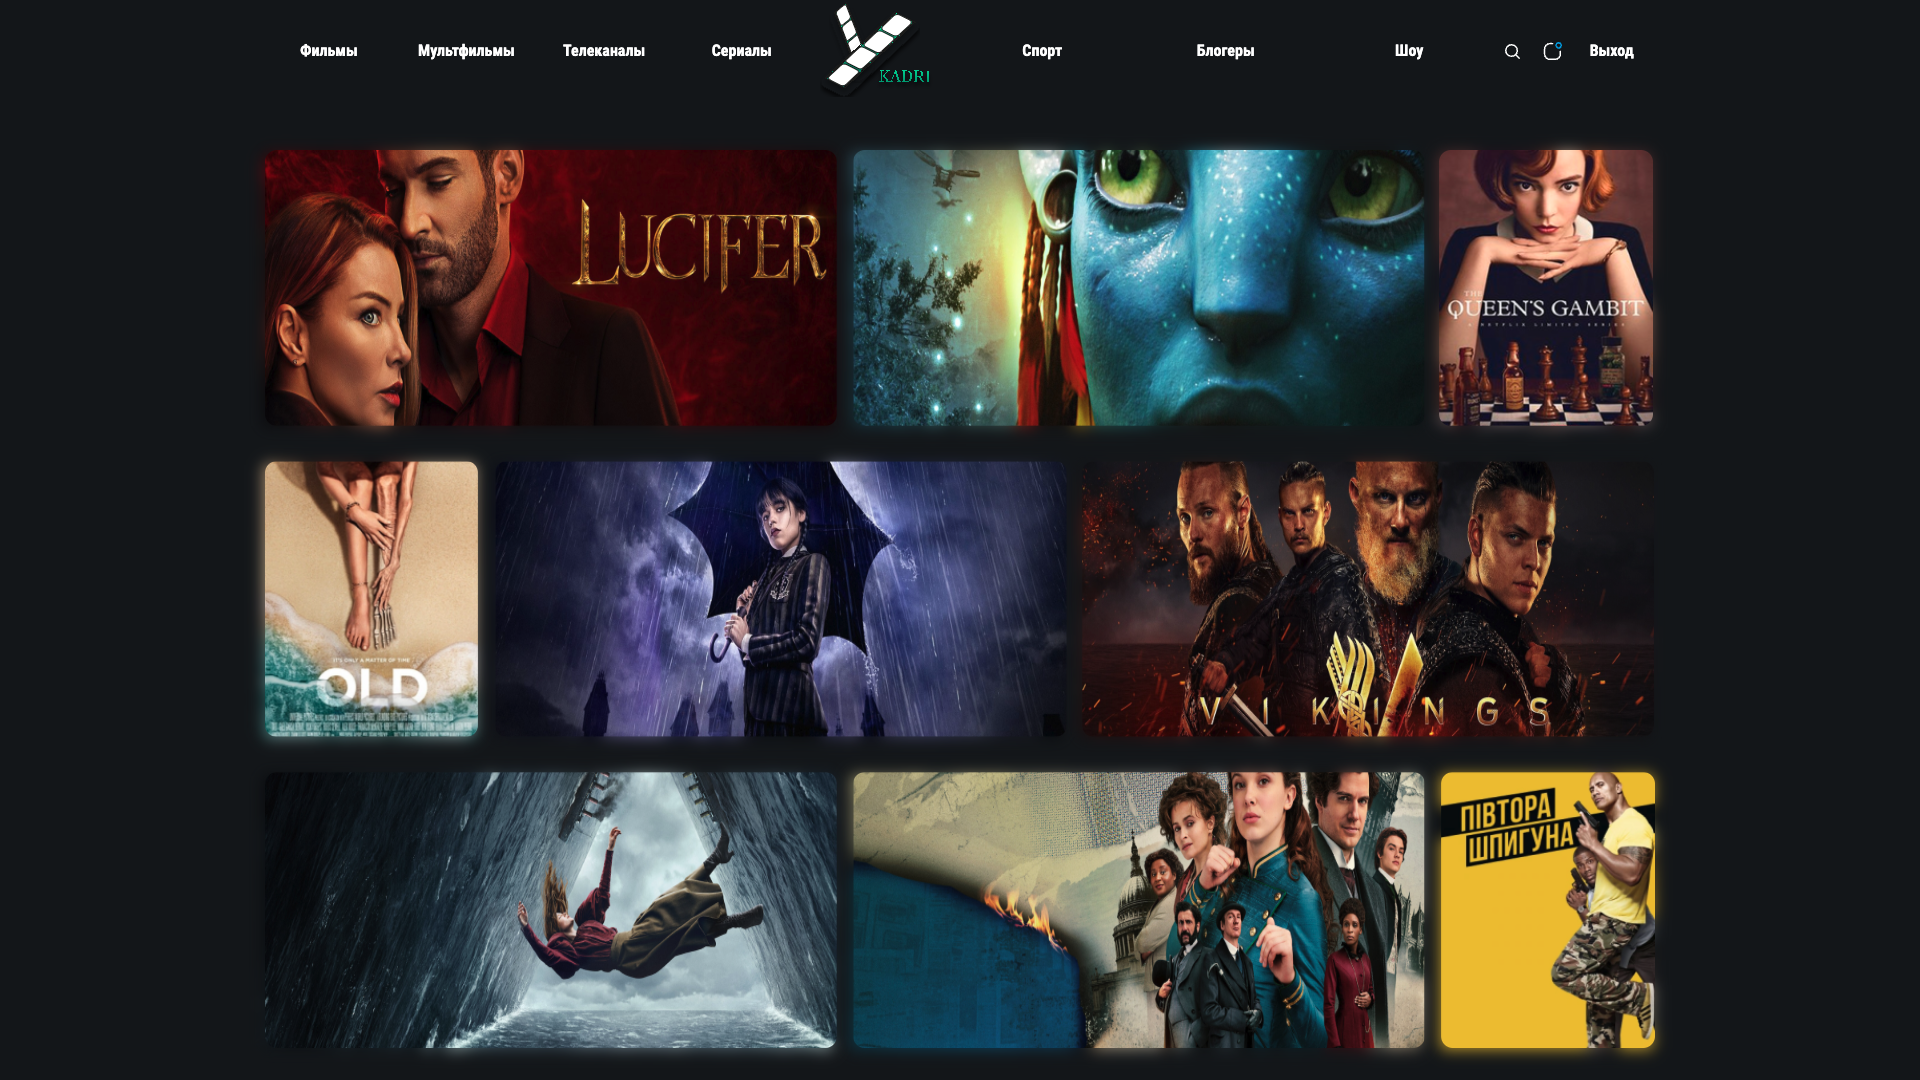 Фильмы
Мультфильмы
Телеканалы
Сериалы
KADRI
Спорт
Блогеры
Шоу
Выход
LUCIFER
THE
QUEEN'S GAMBIT
A NETFLIX LIMITED SERIES
IT'S ONLY A MATTER OF TIME
OLD
VIKINGS
ПІВТОРА
ШПИГУНА